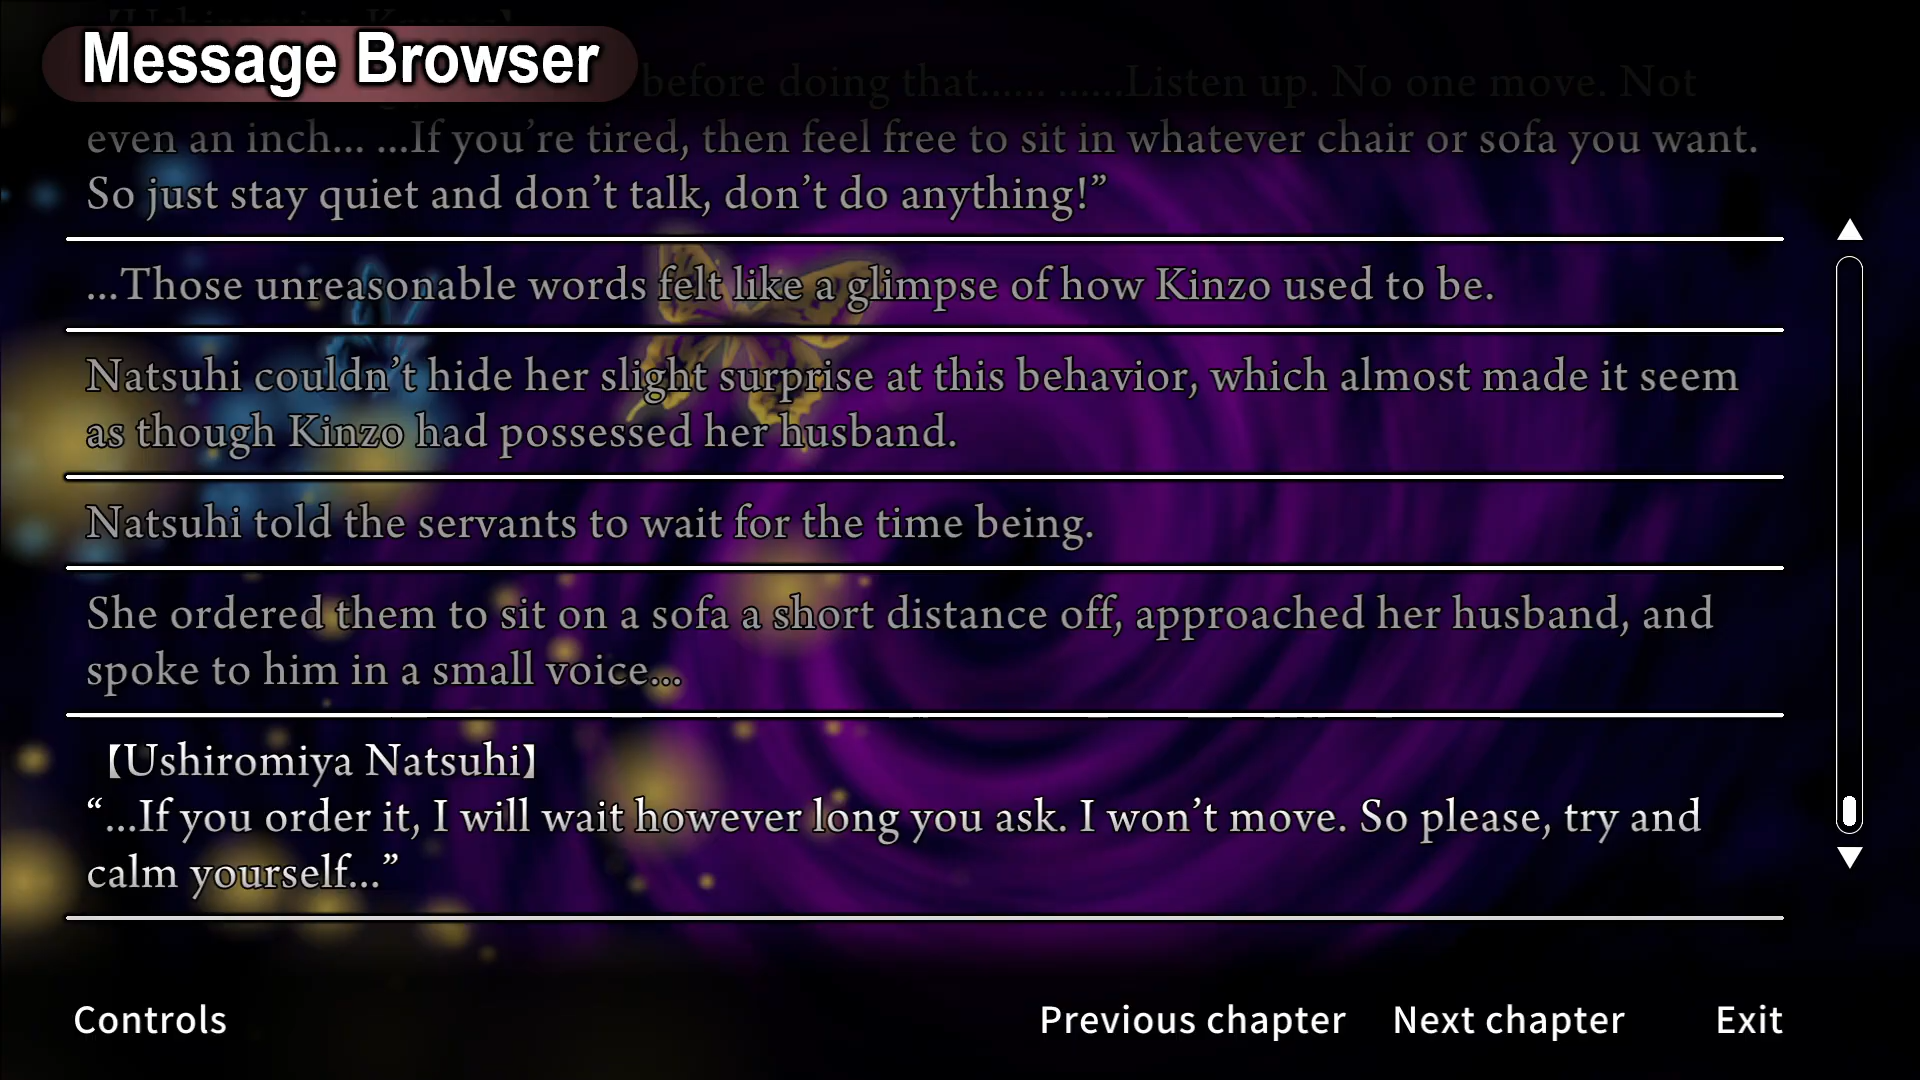 【Ushiromiya Krauss】
Message Browser
before doing that...... ......Listen up. No one move. Not
even an inch... ...If you’re tired, then feel free to sit in whatever chair or sofa you want.
So just stay quiet and don’t talk, don’t do anything!”
...Those unreasonable words felt like a glimpse of how Kinzo used to be.
Natsuhi couldn’t hide her slight surprise at this behavior, which almost made it seem
as though Kinzo had possessed her husband.
Natsuhi told the servants to wait for the time being.
She ordered them to sit on a sofa a short distance off, approached her husband, and
spoke to him in a small voice...
【Ushiromiya Natsuhi】
“...If you order it, I will wait however long you ask. I won’t move. So please, try and
calm yourself...”
Controls
Previous chapter
Next chapter
Exit